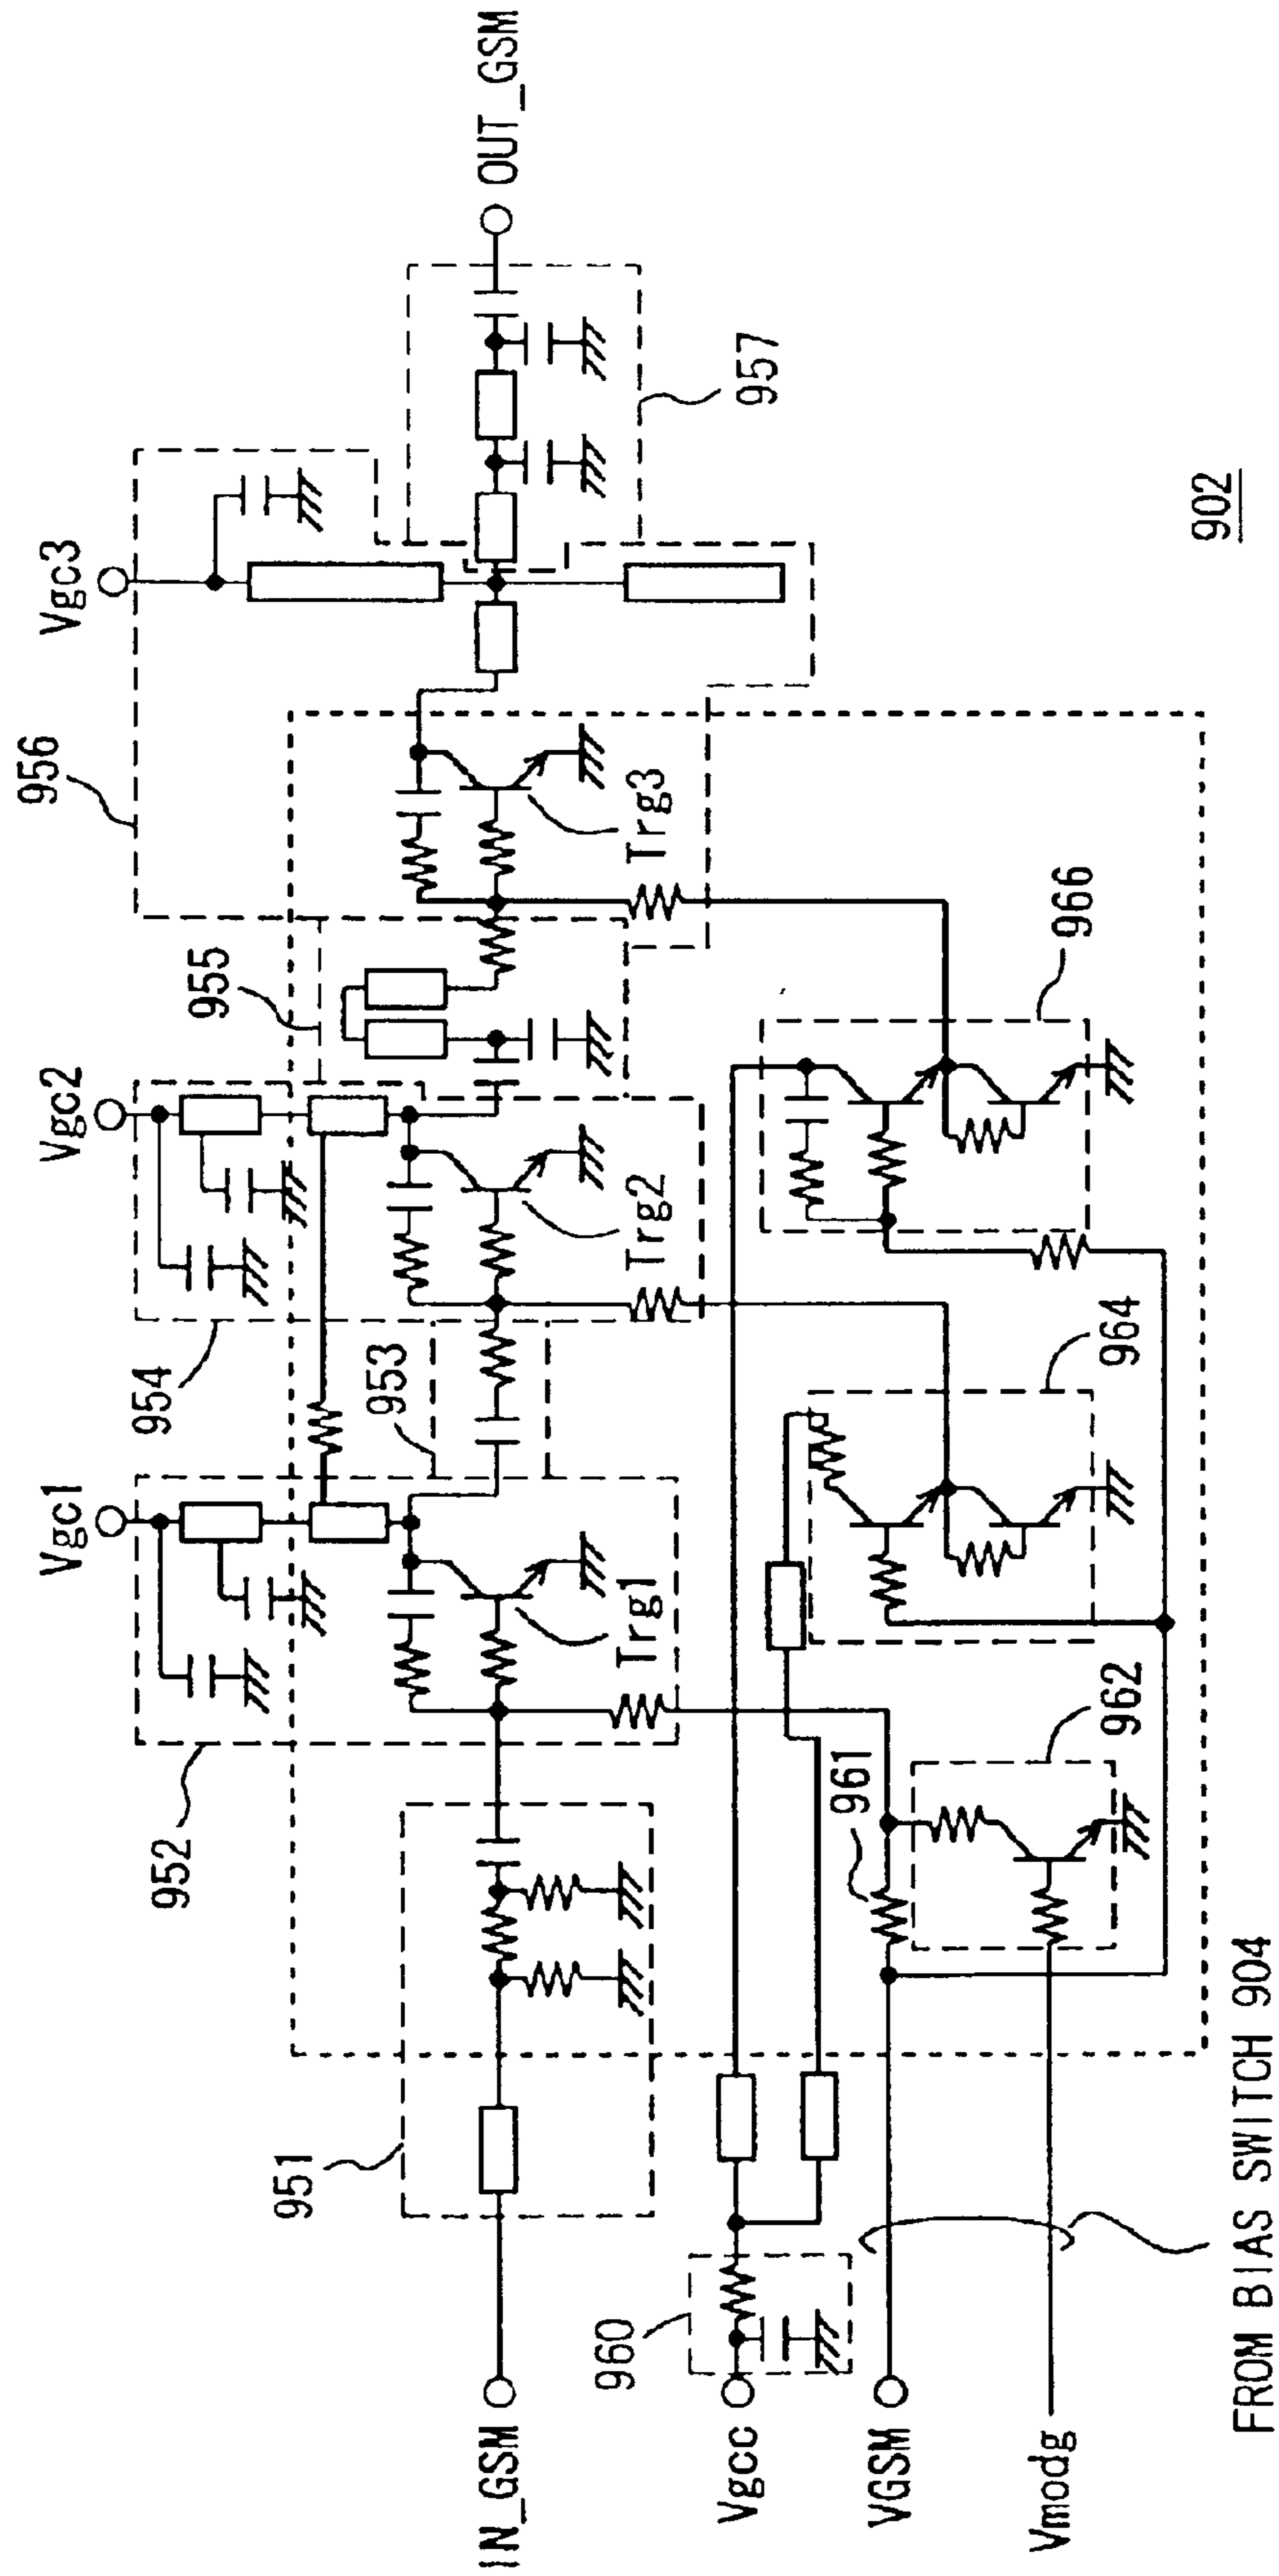 Vgc1
Vgc2
Vgc3
952
954
956
953
955
951
IN_GSM
OUT_GSM
957
Trg1
Trg2
Trg3
960
Vgcc
VGSM
Vmodg
961
962
964
966
FROM BIAS SWITCH 904
902